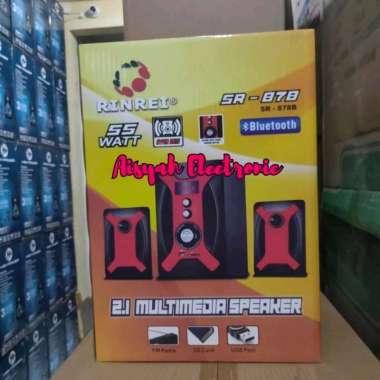 RINREI®
SR - 878
SR - 878B
55
WATT
Bluetooth
Aisyah Electronic
2.1 MULTIMEDIA SPEAKER
FM Radio
SD Card
USB Port